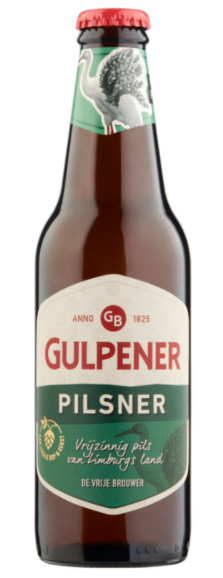 ANNO GB 1825
GULPENER
PILSNER
Vrijzinnig pils
van Limburgs land
DE VRIJE BROUWER